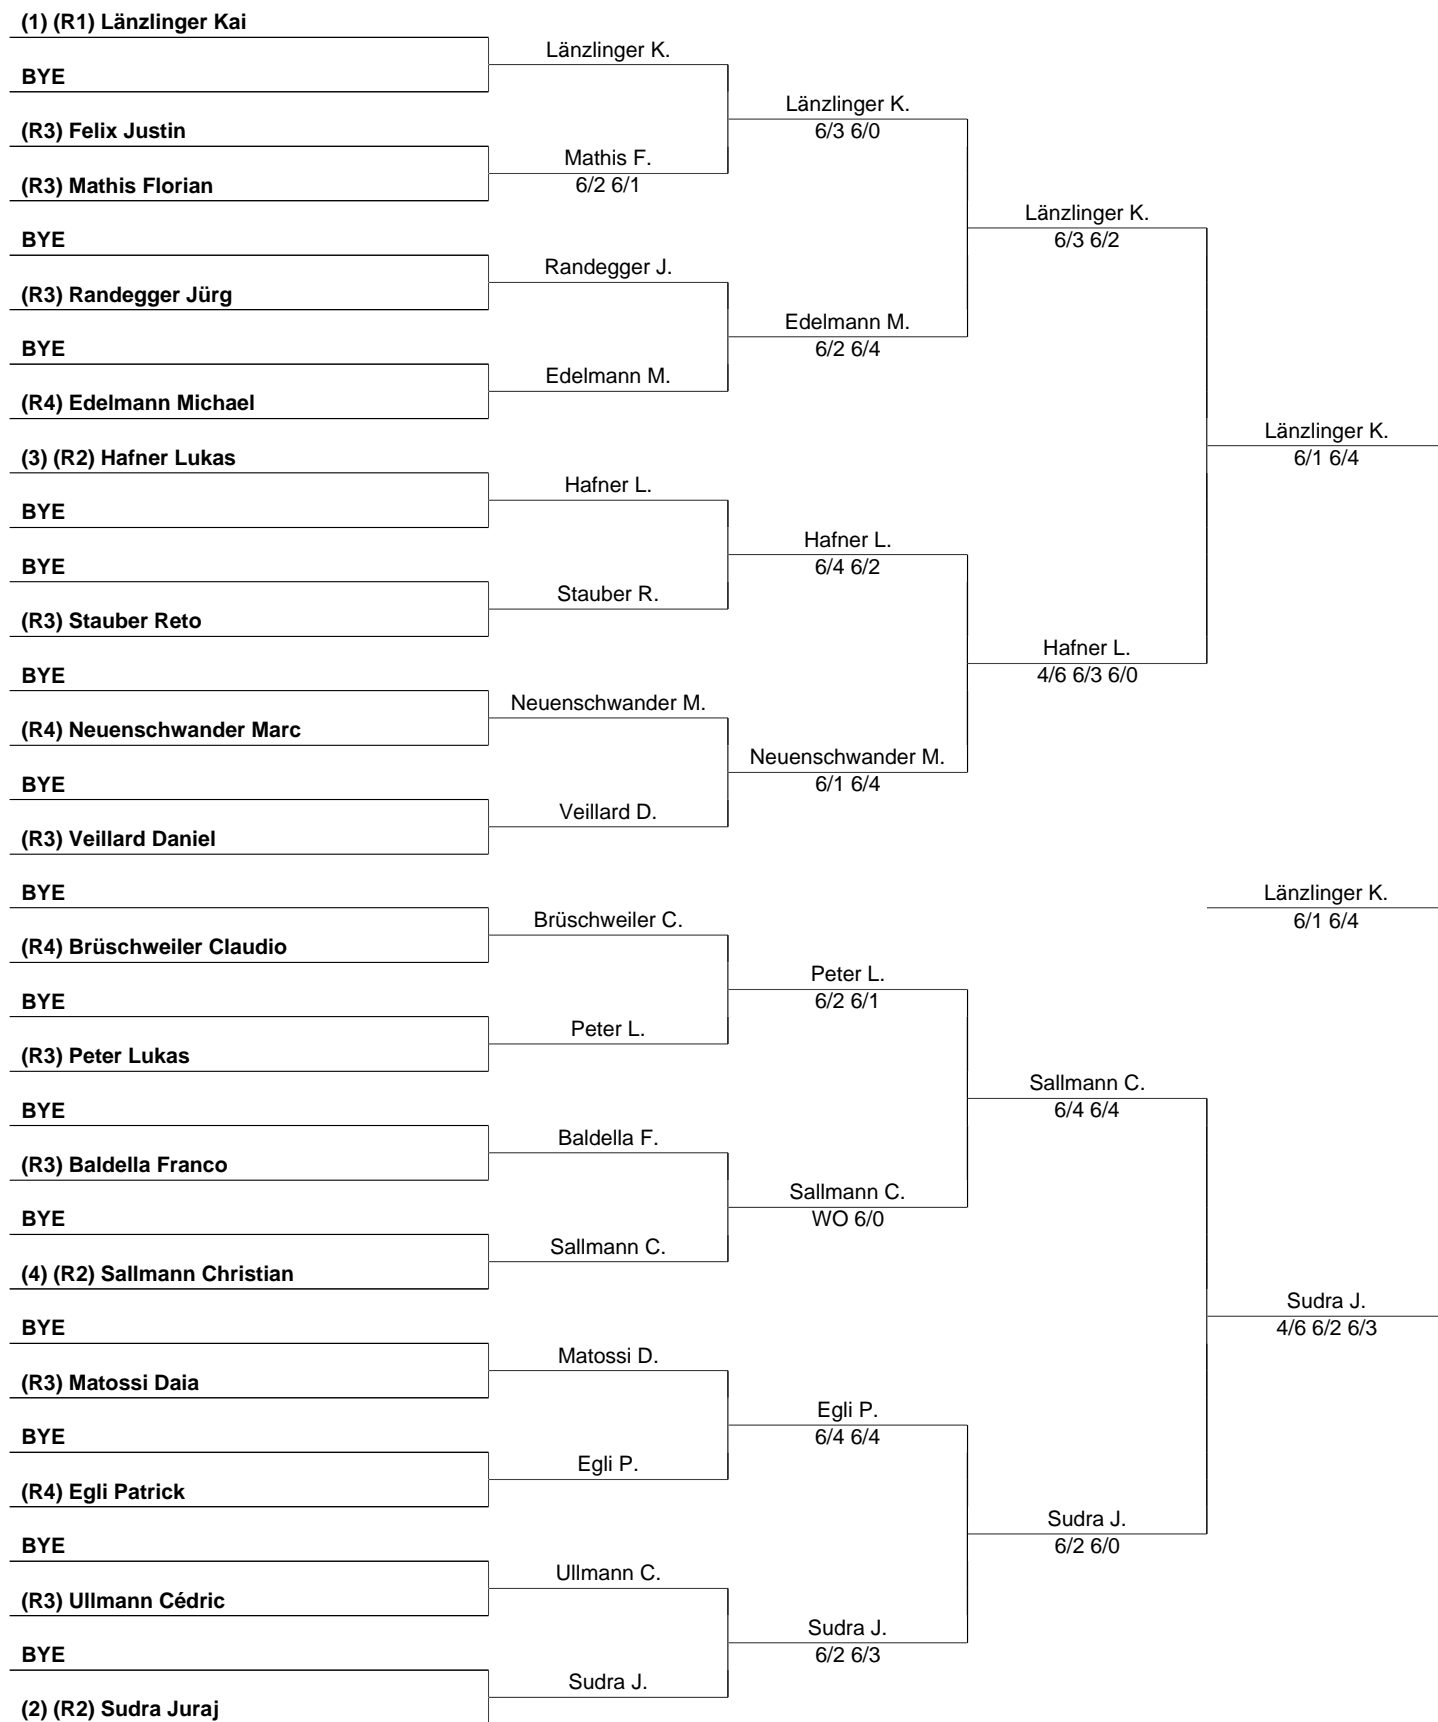 (1) (R1) Länzlinger Kai
BYE
(R3) Felix Justin
(R3) Mathis Florian
BYE
(R3) Randegger Jürg
BYE
(R4) Edelmann Michael
(3) (R2) Hafner Lukas
BYE
BYE
(R3) Stauber Reto
BYE
(R4) Neuenschwander Marc
BYE
(R3) Veillard Daniel
BYE
(R4) Brüschweiler Claudio
BYE
(R3) Peter Lukas
BYE
(R3) Baldella Franco
BYE
(4) (R2) Sallmann Christian
BYE
(R3) Matossi Daia
BYE
(R4) Egli Patrick
BYE
(R3) Ullmann Cédric
BYE
(2) (R2) Sudra Juraj
Länzlinger K.
Mathis F.
6/2 6/1
Randegger J.
Edelmann M.
Hafner L.
Stauber R.
Neuenschwander M.
Veillard D.
Brüschweiler C.
Peter L.
Baldella F.
Sallmann C.
Matossi D.
Egli P.
Ullmann C.
Sudra J.
Länzlinger K.
6/3 6/0
Edelmann M.
6/2 6/4
Hafner L.
6/4 6/2
Neuenschwander M.
6/1 6/4
Peter L.
6/2 6/1
Sallmann C.
WO 6/0
Egli P.
6/4 6/4
Sudra J.
6/2 6/3
Länzlinger K.
6/3 6/2
Hafner L.
4/6 6/3 6/0
Sallmann C.
6/4 6/4
Sudra J.
6/2 6/0
Länzlinger K.
6/1 6/4
Länzlinger K.
6/1 6/4
Sudra J.
4/6 6/2 6/3